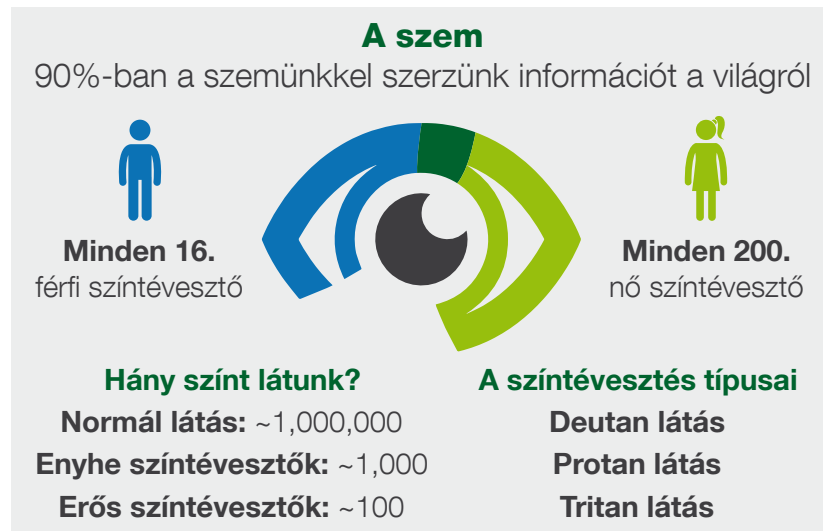 A szem
90%-ban a szemünkkel szerzünk információt a világról
Minden 16.
férfi színtévesztő
Minden 200.
nő színtévesztő
Hány színt látunk?
Normál látás: ~1,000,000
Enyhe színtévesztők: ~1,000
Erős színtévesztők: ~100
A színtévesztés típusai
Deutan látás
Protan látás
Tritan látás